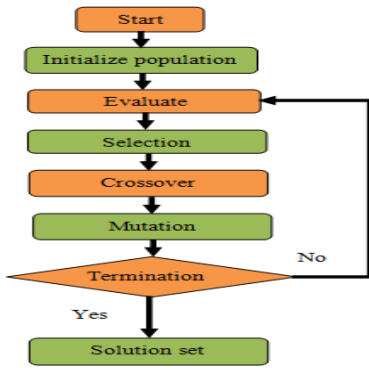 Start
Initialize population
Evaluate
Selection
Crossover
Mutation
Termination
No
Yes
Solution set